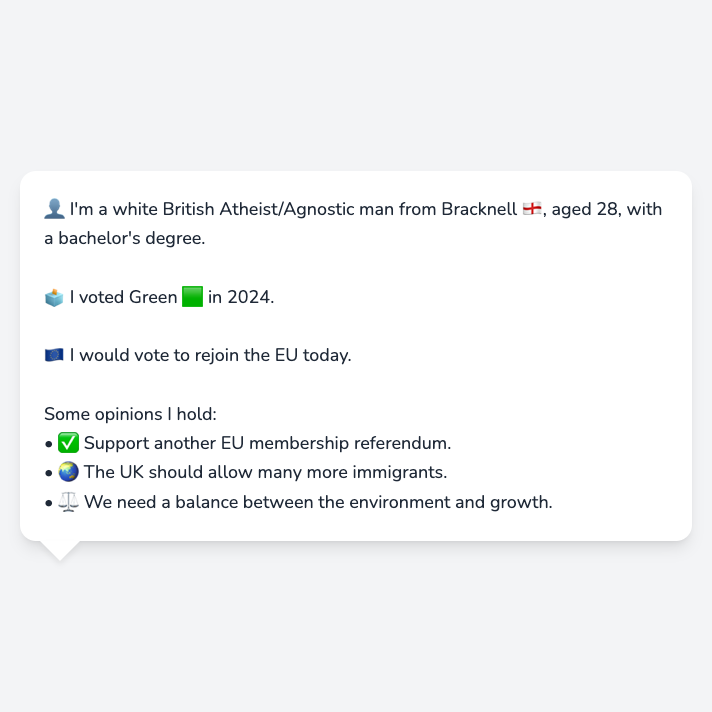 👤 I'm a white British Atheist/Agnostic man from Bracknell 🏴󠁧󠁢󠁥󠁮󠁧󠁿, aged 28, with
a bachelor's degree.
🗳️ I voted Green 🟩 in 2024.
🇪🇺 I would vote to rejoin the EU today.
Some opinions I hold:
• ✅ Support another EU membership referendum.
• 🌏 The UK should allow many more immigrants.
• ⚖️ We need a balance between the environment and growth.